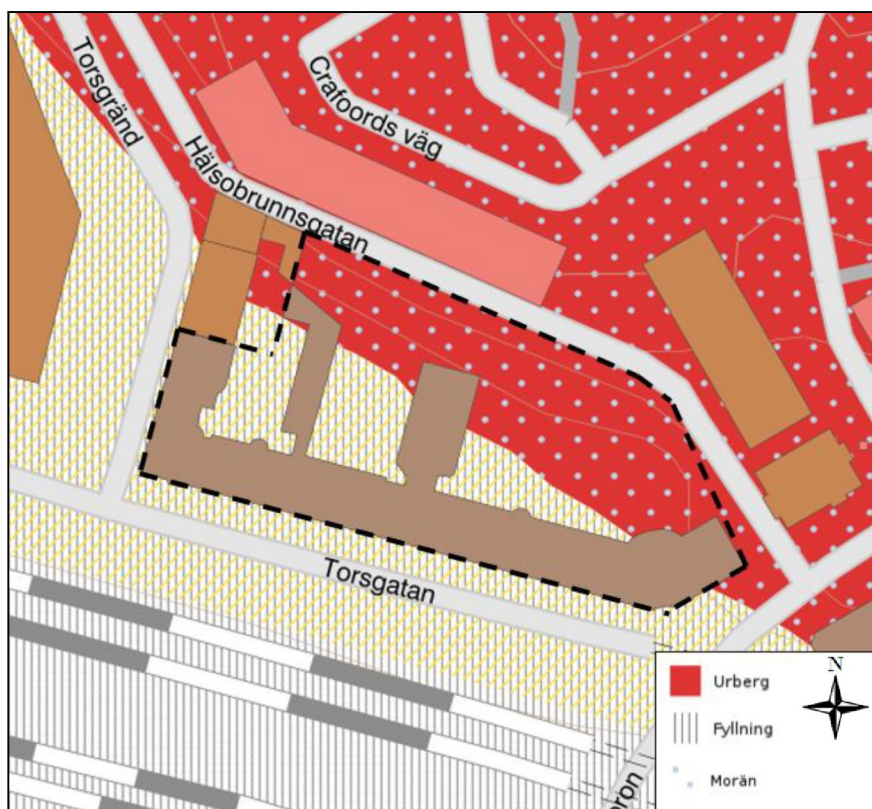 Torsgränd
Crafoords väg
Hälsobrunnsgatan
Torsgatan
N
Urberg
Fyllning
Morän